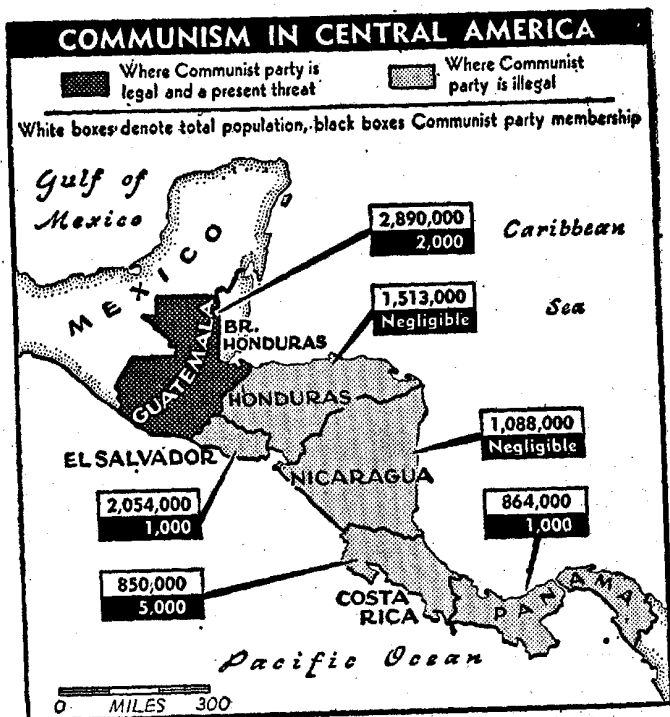 COMMUNISM IN CENTRAL AMERICA
Where Communist party is
legal and a present threat
Where Communist
party is illegal
White boxes denote total population, black boxes Communist party membership
Gulf of
Mexico
MEXICO
2,890,000
2,000
Caribbean
Sea
1,513,000
Negligible
BR.
HONDURAS
GUATEMALA
HONDURAS
1,088,000
Negligible
EL SALVADOR
NICARAGUA
2,054,000
1,000
864,000
1,000
850,000
5,000
COSTA
RICA
PANAMA
Pacific Ocean
0 MILES 300